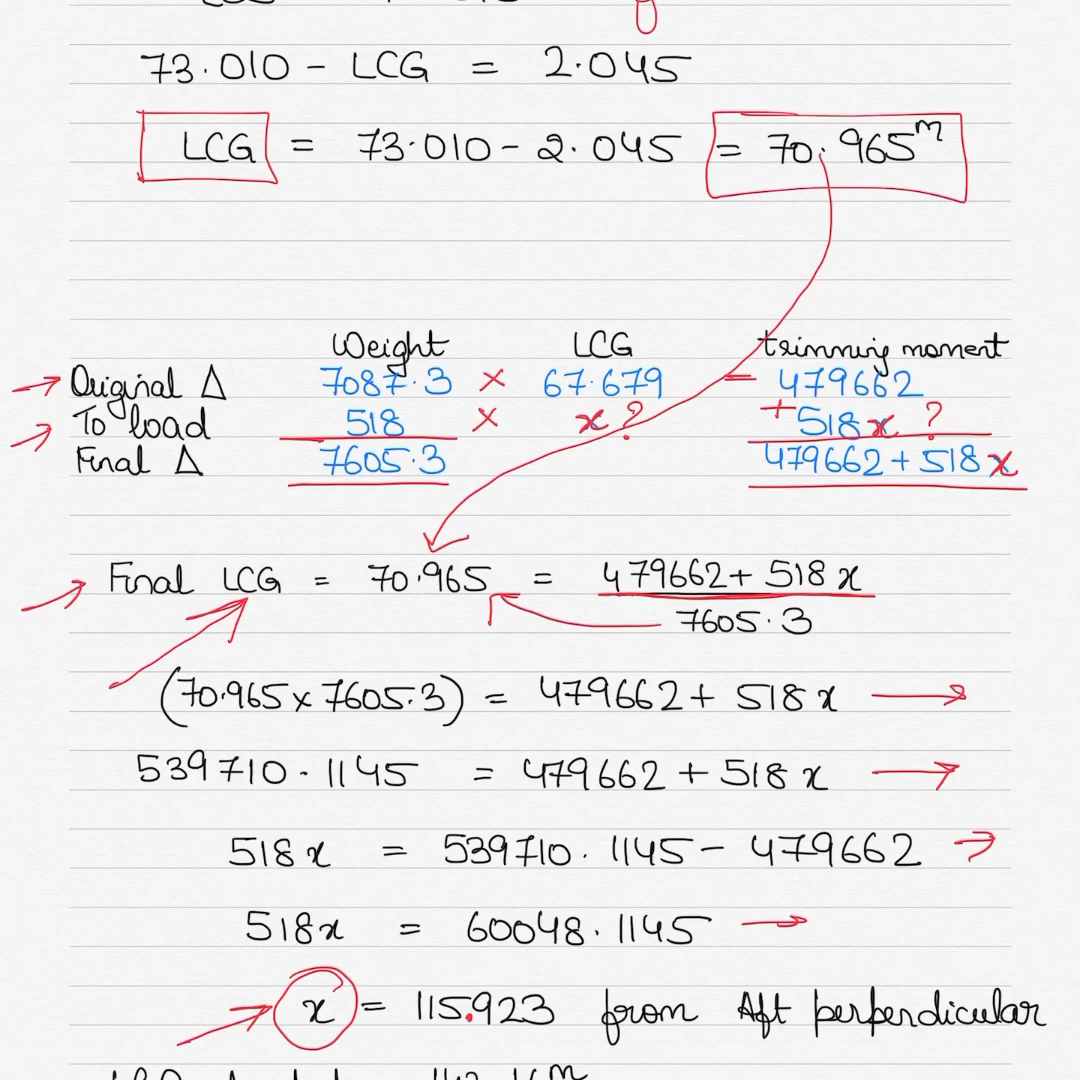 73.010 - LCG = 2.045
LCG = 73.010 - 2.045 = 70.965m
Weight LCG trimming moment
Original Δ 7087.3 × 67.679 = 479662
To load 518 × x? + 518x ?
Final Δ 7605.3 479662 + 518x
Final LCG = 70.965 = 479662 + 518x
7605.3
(70.965 × 7605.3) = 479662 + 518x →
539710.1145 = 479662 + 518x →
518x = 539710.1145 - 479662 →
518x = 60048.1145 →
x = 115.923 from Aft perpendicular